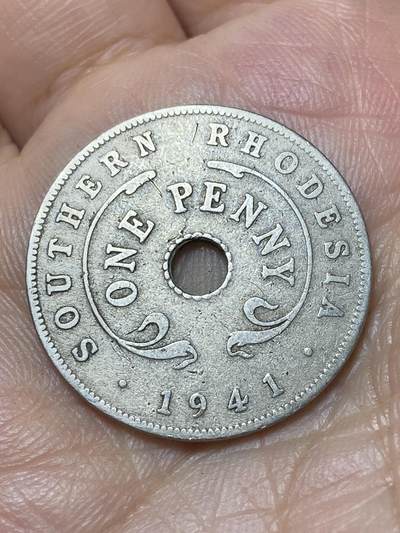 SOUTHERN RHODESIA
ONE PENNY
· 1941 ·